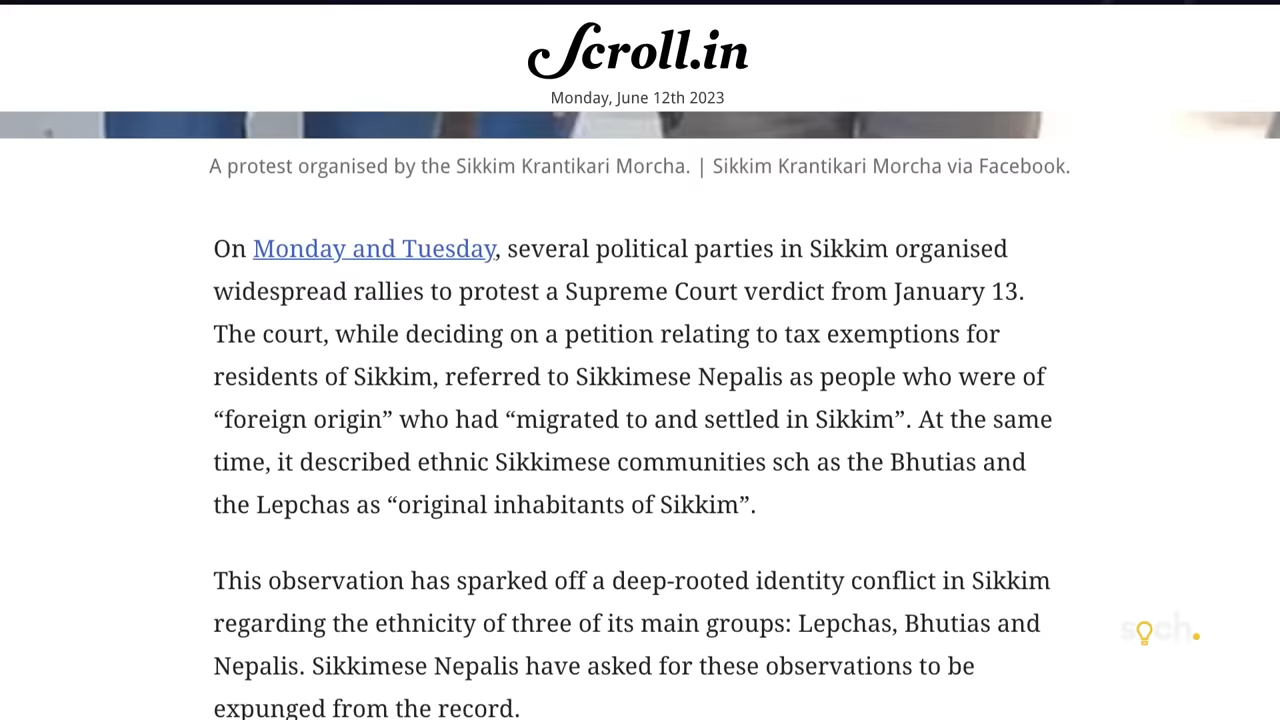 Scroll.in
Monday, June 12th 2023
A protest organised by the Sikkim Krantikari Morcha. | Sikkim Krantikari Morcha via Facebook.
On Monday and Tuesday, several political parties in Sikkim organised
widespread rallies to protest a Supreme Court verdict from January 13.
The court, while deciding on a petition relating to tax exemptions for
residents of Sikkim, referred to Sikkimese Nepalis as people who were of
“foreign origin” who had “migrated to and settled in Sikkim”. At the same
time, it described ethnic Sikkimese communities sch as the Bhutias and
the Lepchas as “original inhabitants of Sikkim”.
This observation has sparked off a deep-rooted identity conflict in Sikkim
regarding the ethnicity of three of its main groups: Lepchas, Bhutias and
soch.
Nepalis. Sikkimese Nepalis have asked for these observations to be
expunged from the record.